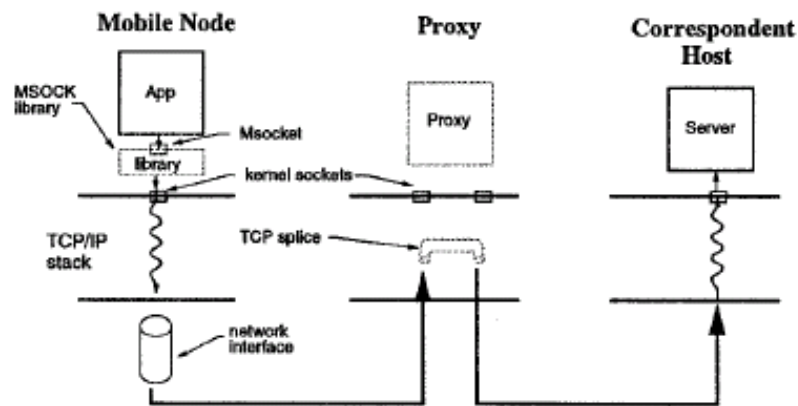 Mobile Node
Proxy
Correspondent
Host
MSOCK
library
App
Msocket
library
Proxy
Server
kernel sockets
TCP/IP
stack
TCP splice
network
interface